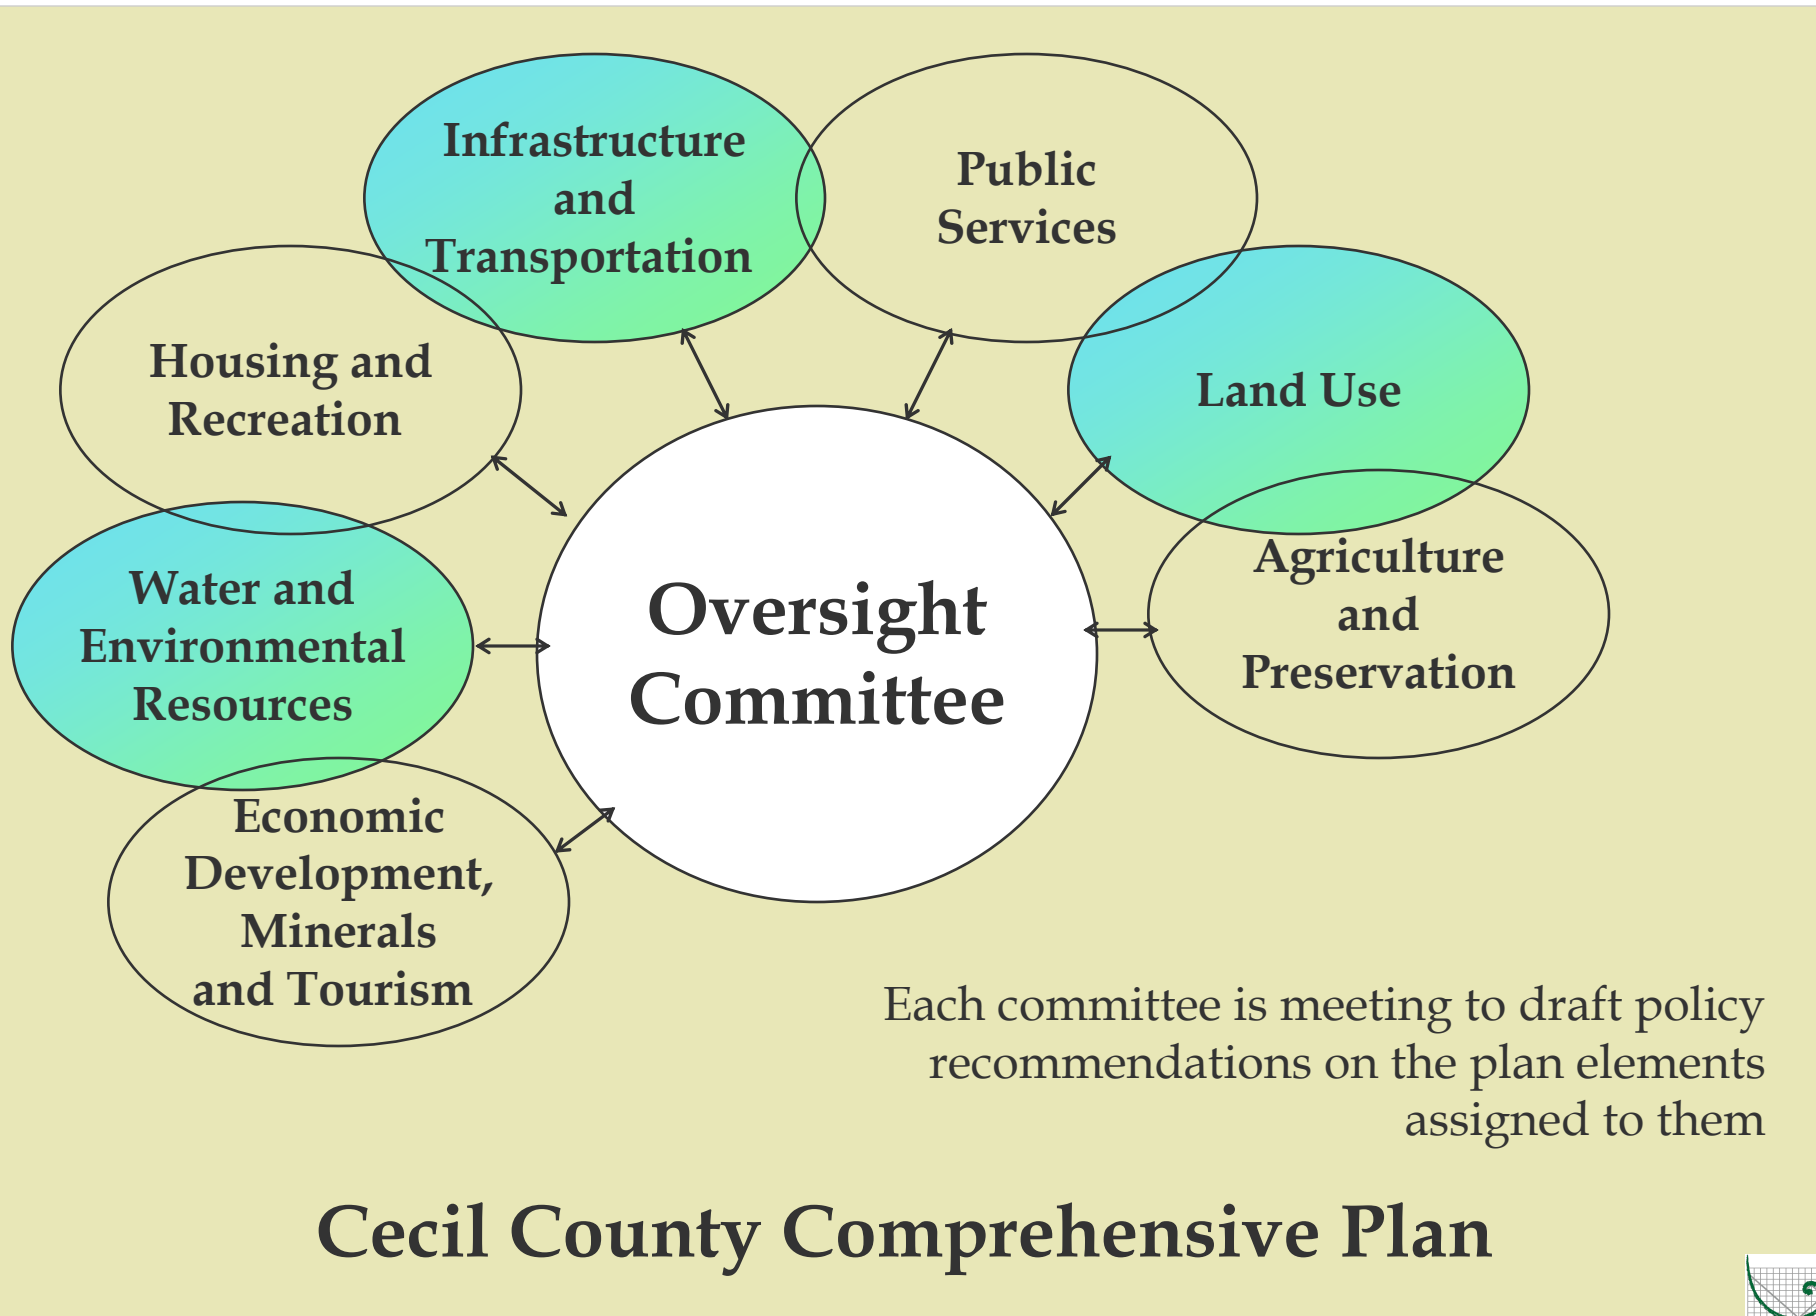 Infrastructure
and
Transportation
Public
Services
Housing and
Recreation
Land Use
Water and
Environmental
Resources
Oversight
Committee
Agriculture
and
Preservation
Economic
Development,
Minerals
and Tourism
Each committee is meeting to draft policy
recommendations on the plan elements
assigned to them
Cecil County Comprehensive Plan